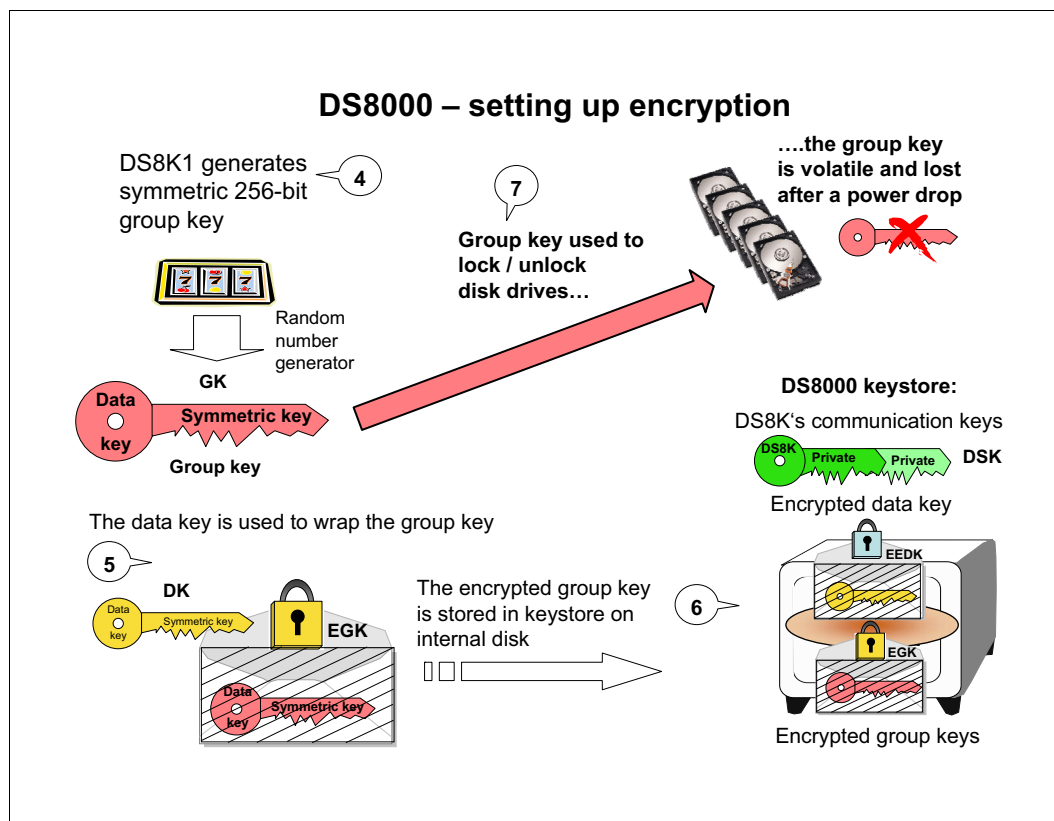 DS8000 – setting up encryption
DS8K1 generates
symmetric 256-bit
group key
4
7
Group key used to
lock / unlock
disk drives…
….the group key
is volatile and lost
after a power drop
7 7 7
Random
number
generator
GK
Data
key
Symmetric key
Group key
DS8000 keystore:
DS8K‘s communication keys
DS8K
Private
Private
DSK
Encrypted data key
The data key is used to wrap the group key
5
DK
Data
key
Symmetric key
EGK
Data
key
Symmetric key
The encrypted group key
is stored in keystore on
internal disk
6
EEDK
EGK
Encrypted group keys